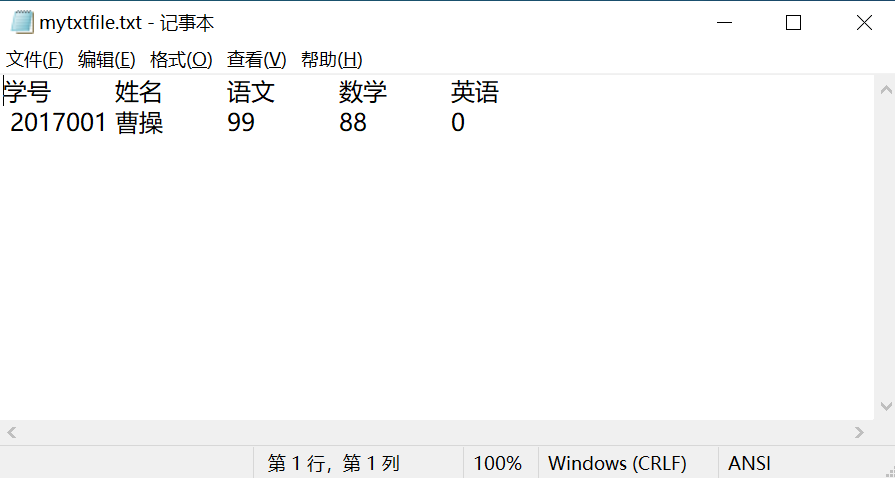 mytxtfile.txt - 记事本
文件(F) 编辑(E) 格式(O) 查看(V) 帮助(H)
学号 姓名 语文 数学 英语
2017001 曹操 99 88 0
第 1 行，第 1 列 100% Windows (CRLF) ANSI